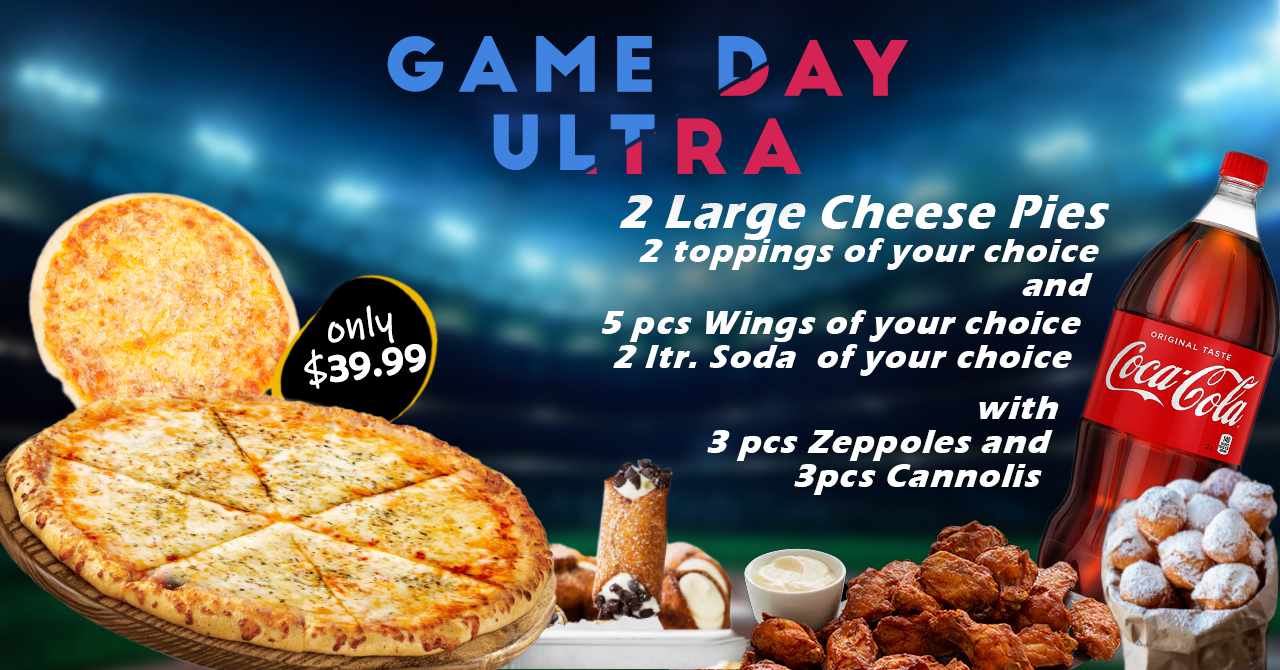 GAME DAY
ULTRA
2 Large Cheese Pies
2 toppings of your choice
and
5 pcs Wings of your choice
2 ltr. Soda of your choice
with
3 pcs Zeppoles and
3pcs Cannolis
only
$39.99
ORIGINAL TASTE
Coca-Cola